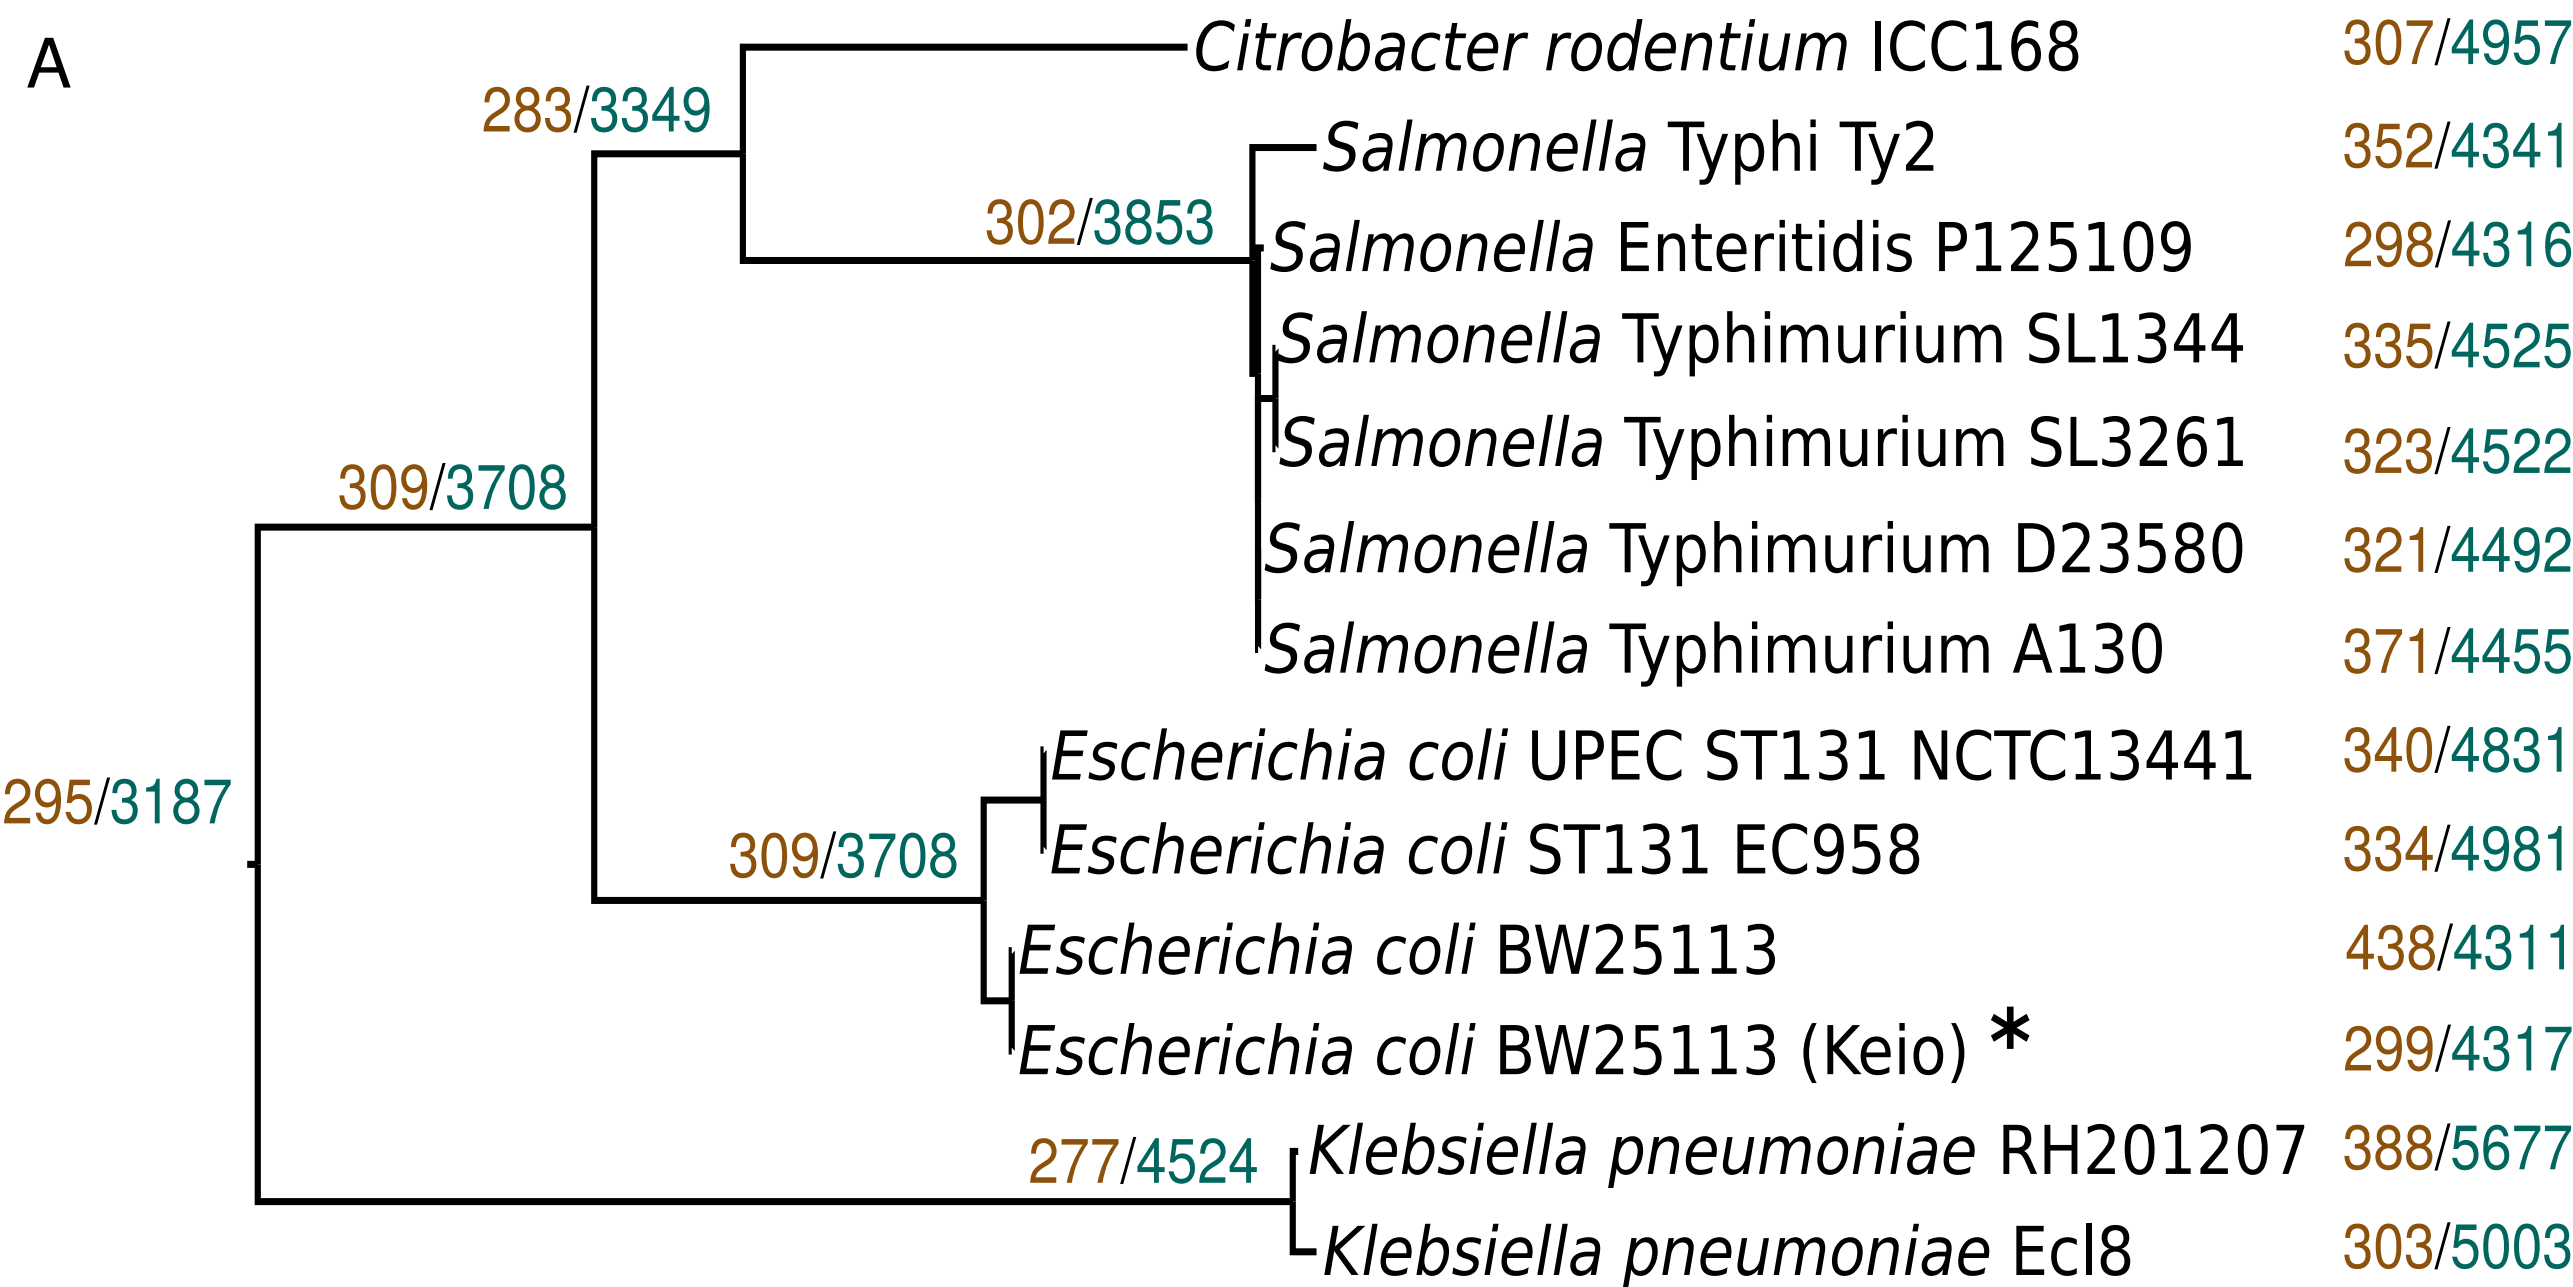 A
Citrobacter rodentium ICC168 307/4957
283/3349
Salmonella Typhi Ty2 352/4341
302/3853
Salmonella Enteritidis P125109 298/4316
Salmonella Typhimurium SL1344 335/4525
Salmonella Typhimurium SL3261 323/4522
309/3708
Salmonella Typhimurium D23580 321/4492
Salmonella Typhimurium A130 371/4455
Escherichia coli UPEC ST131 NCTC13441 340/4831
295/3187
Escherichia coli ST131 EC958 334/4981
309/3708
Escherichia coli BW25113 438/4311
Escherichia coli BW25113 (Keio) * 299/4317
277/4524
Klebsiella pneumoniae RH201207 388/5677
Klebsiella pneumoniae Ecl8 303/5003